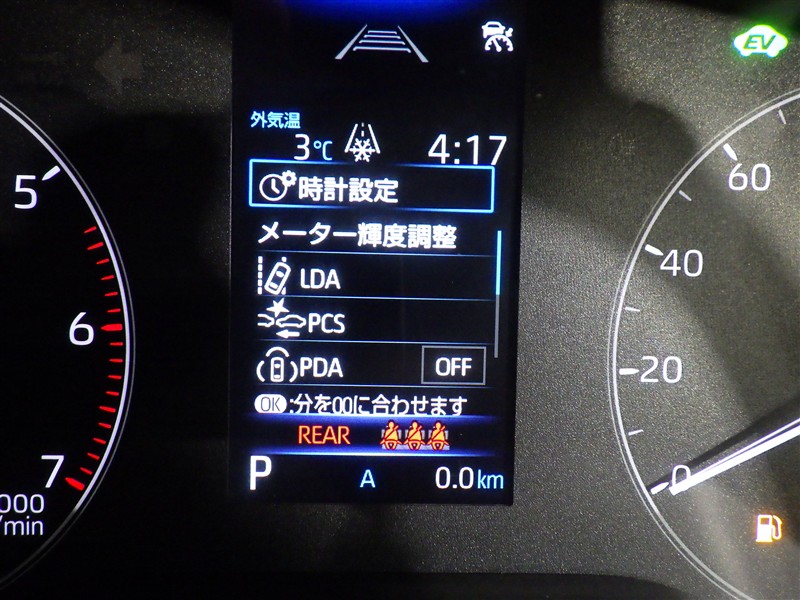 EV
外気温
3℃ 4:17
時計設定
メーター輝度調整
LDA
PCS
PDA OFF
OK:分を00に合わせます
REAR
P A 0.0km
5
6
7
000
/min
60
40
20
0